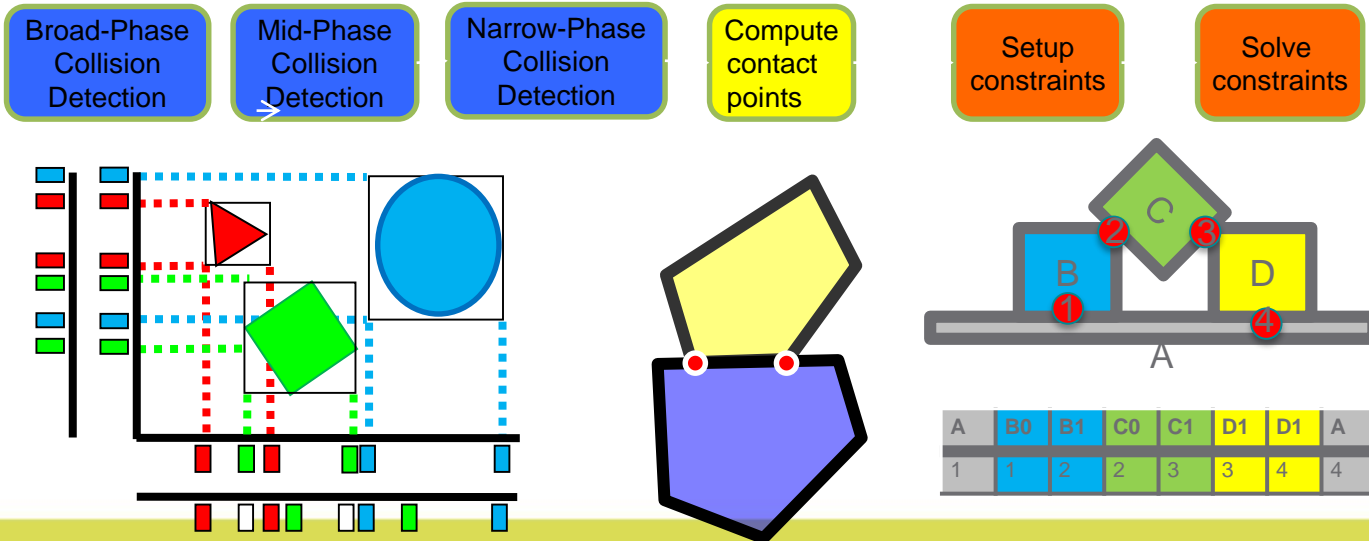 Broad-Phase
Collision
Detection
Mid-Phase
Collision
Detection
Narrow-Phase
Collision
Detection
Compute
contact
points
Setup
constraints
Solve
constraints
C
2
3
B
D
1
4
A
A B0 B1 C0 C1 D1 D1 A
1 1 2 2 3 3 4 4